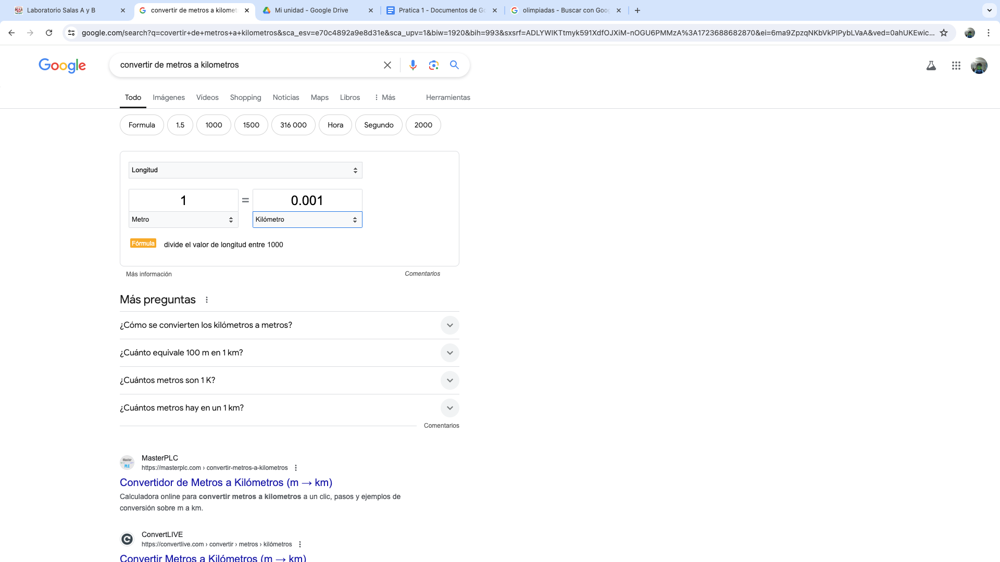 Laboratorio Salas A y B
convertir de metros a kilomet
Mi unidad - Google Drive
Pratica 1 - Documentos de Go
olimpiadas - Buscar con Goog
google.com/search?q=covertir+de+metros+a+kilometros&sca_esv=e70c4892a9e8d31e&sca_upv=1&biw=1920&bih=993&sxsrf=ADLYWIKTtmyk591XdfOJXiM-nOGU6PMMzA%3A1723688682870&ei=6ma9ZpzqNKbVkPIPybLVaA&ved=0ahUKEwic...
Google
convertir de metros a kilometros
Todo Imágenes Vídeos Shopping Noticias Maps Libros Más Herramientas
Formula 1.5 1000 1500 316 000 Hora Segundo 2000
Longitud
1 = 0.001
Metro Kilómetro
Fórmula divide el valor de longitud entre 1000
Más información Comentarios
Más preguntas
¿Cómo se convierten los kilómetros a metros?
¿Cuánto equivale 100 m en 1 km?
¿Cuántos metros son 1 K?
¿Cuántos metros hay en un 1 km?
Comentarios
MasterPLC
https://masterplc.com › convertir-metros-a-kilometros
Convertidor de Metros a Kilómetros (m → km)
Calculadora online para convertir metros a kilometros a un clic, pasos y ejemplos de
conversión sobre m a km.
ConvertLIVE
https://convertlive.com › convertir › metros › kilómetros
Convertir Metros a Kilómetros (m → km)